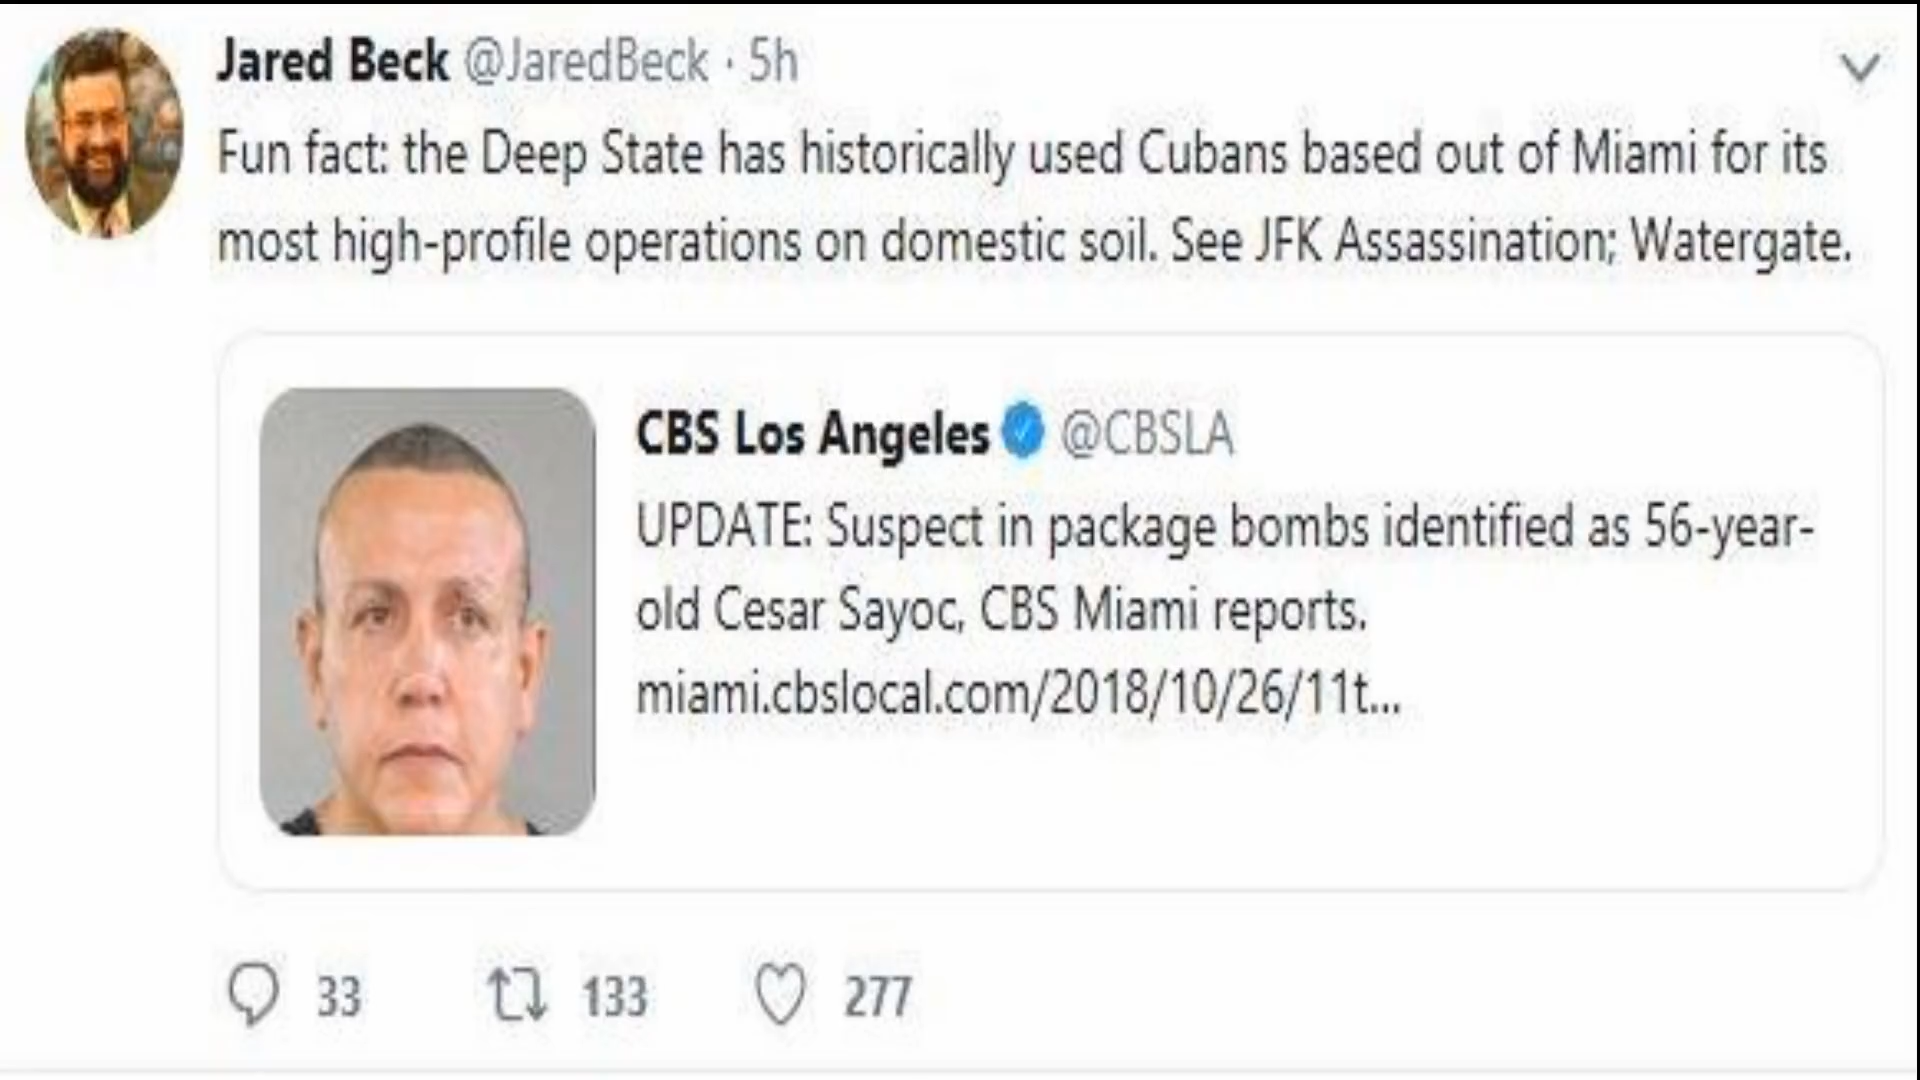 Jared Beck @JaredBeck · 5h
Fun fact: the Deep State has historically used Cubans based out of Miami for its
most high-profile operations on domestic soil. See JFK Assassination; Watergate.
CBS Los Angeles @CBSLA
UPDATE: Suspect in package bombs identified as 56-year-
old Cesar Sayoc, CBS Miami reports.
miami.cbslocal.com/2018/10/26/11t...
33 133 277